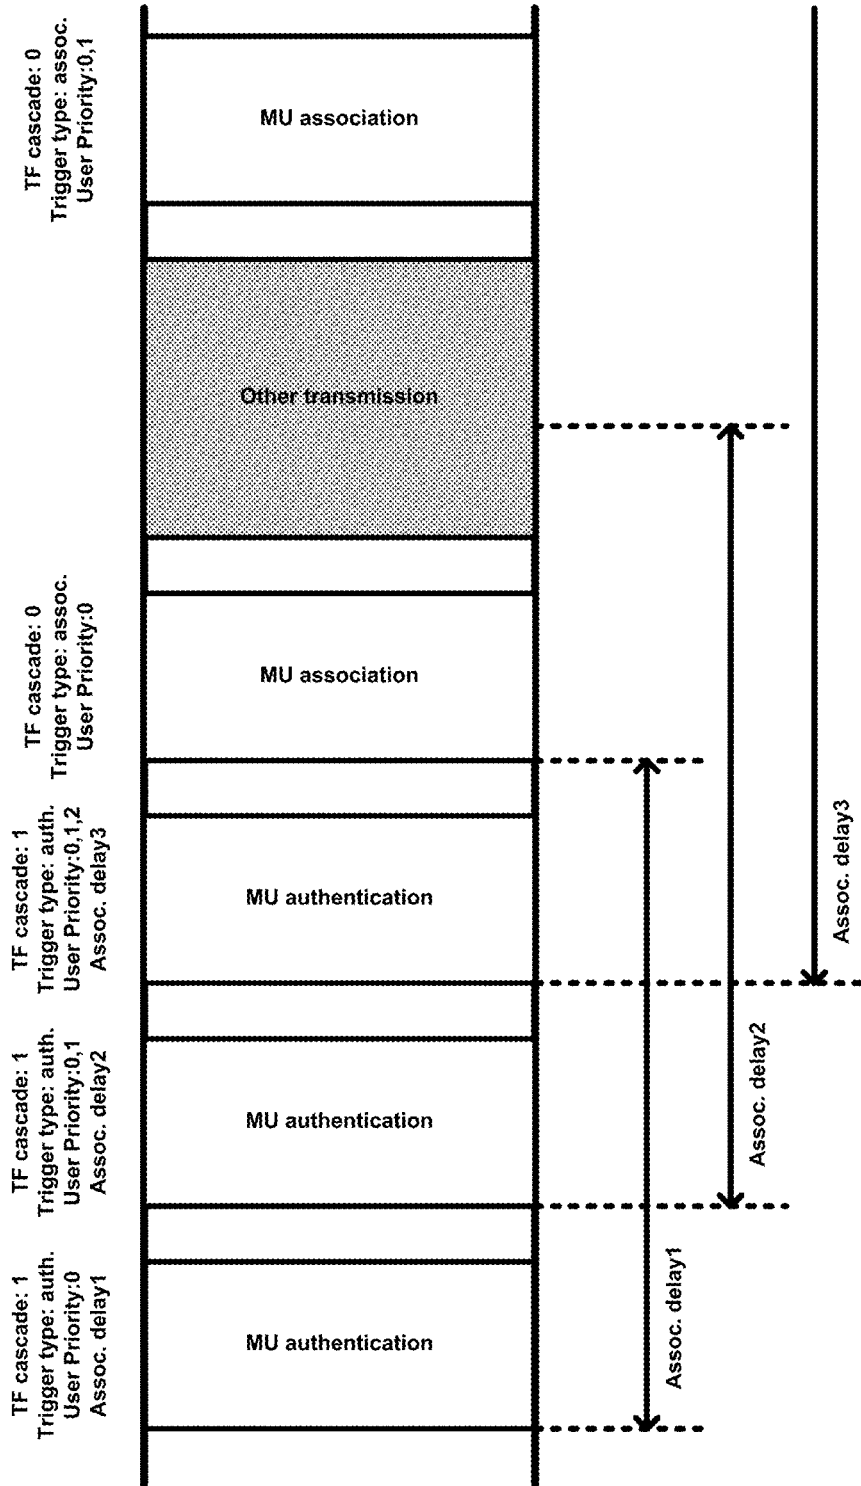 TF cascade: 0
Trigger type: assoc.
User Priority:0,1
MU association
Other transmission
TF cascade: 0
Trigger type: assoc.
User Priority:0
MU association
TF cascade: 1
Trigger type: auth.
User Priority:0,1,2
Assoc. delay3
MU authentication
Assoc. delay3
TF cascade: 1
Trigger type: auth.
User Priority:0,1
Assoc. delay2
MU authentication
Assoc. delay2
TF cascade: 1
Trigger type: auth.
User Priority:0
Assoc. delay1
MU authentication
Assoc. delay1